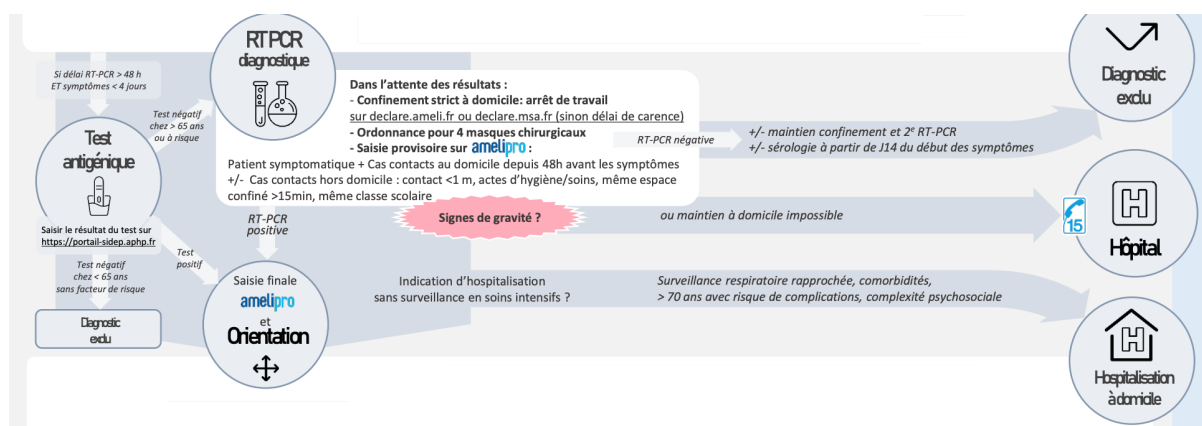 Si délai RT-PCR > 48 h
ET symptômes < 4 jours
Test
antigénique
Saisir le résultat du test sur
https://portail-sidep.aphp.fr
Test négatif
chez < 65 ans
sans facteur de risque
Diagnostic
exclu
Test négatif
chez > 65 ans
ou à risque
Test
positif
RT PCR
diagnostique
Dans l'attente des résultats :
- Confinement strict à domicile: arrêt de travail
sur declare.ameli.fr ou declare.msa.fr (sinon délai de carence)
- Ordonnance pour 4 masques chirurgicaux
- Saisie provisoire sur amelipro :
Patient symptomatique + Cas contacts au domicile depuis 48h avant les symptômes
+/- Cas contacts hors domicile : contact <1 m, actes d'hygiène/soins, même espace
confiné >15min, même classe scolaire
RT-PCR
positive
Saisie finale
amelipro
et
Orientation
RT-PCR négative
+/- maintien confinement et 2e RT-PCR
+/- sérologie à partir de J14 du début des symptômes
Diagnostic
exclu
Signes de gravité ?
ou maintien à domicile impossible
15
H
Hôpital
Indication d'hospitalisation
sans surveillance en soins intensifs ?
Surveillance respiratoire rapprochée, comorbidités,
> 70 ans avec risque de complications, complexité psychosociale
H
Hospitalisation
à domicile